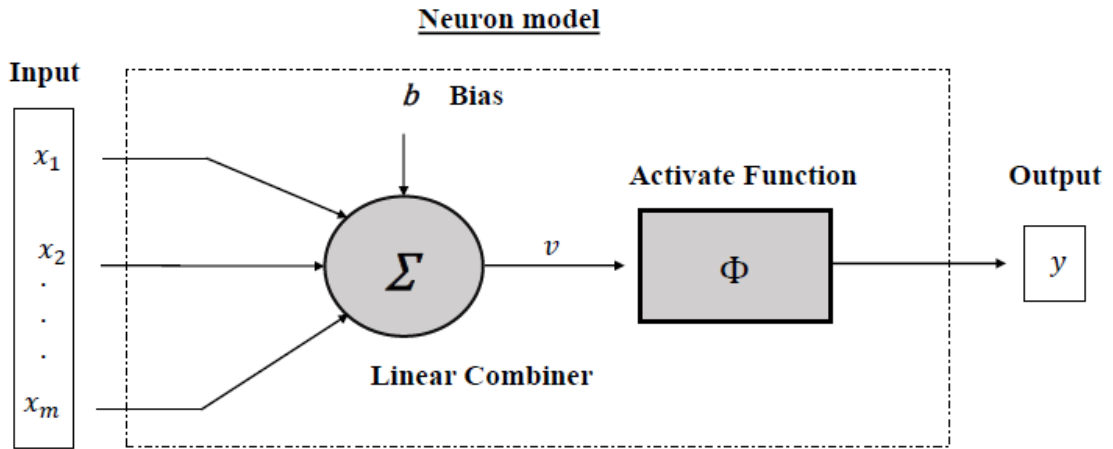 Neuron model
Input
b Bias
x₁
Activate Function
Output
x₂
Σ
v
Φ
y
.
.
.
Linear Combiner
xₘ